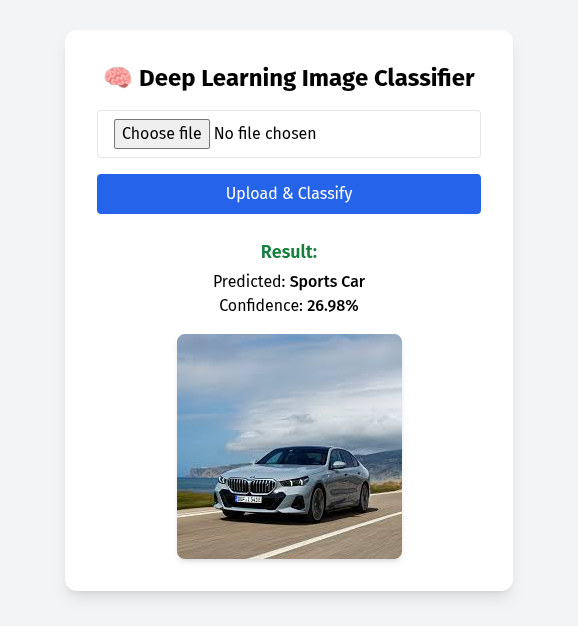 🧠 Deep Learning Image Classifier
Choose file No file chosen
Upload & Classify
Result:
Predicted: Sports Car
Confidence: 26.98%